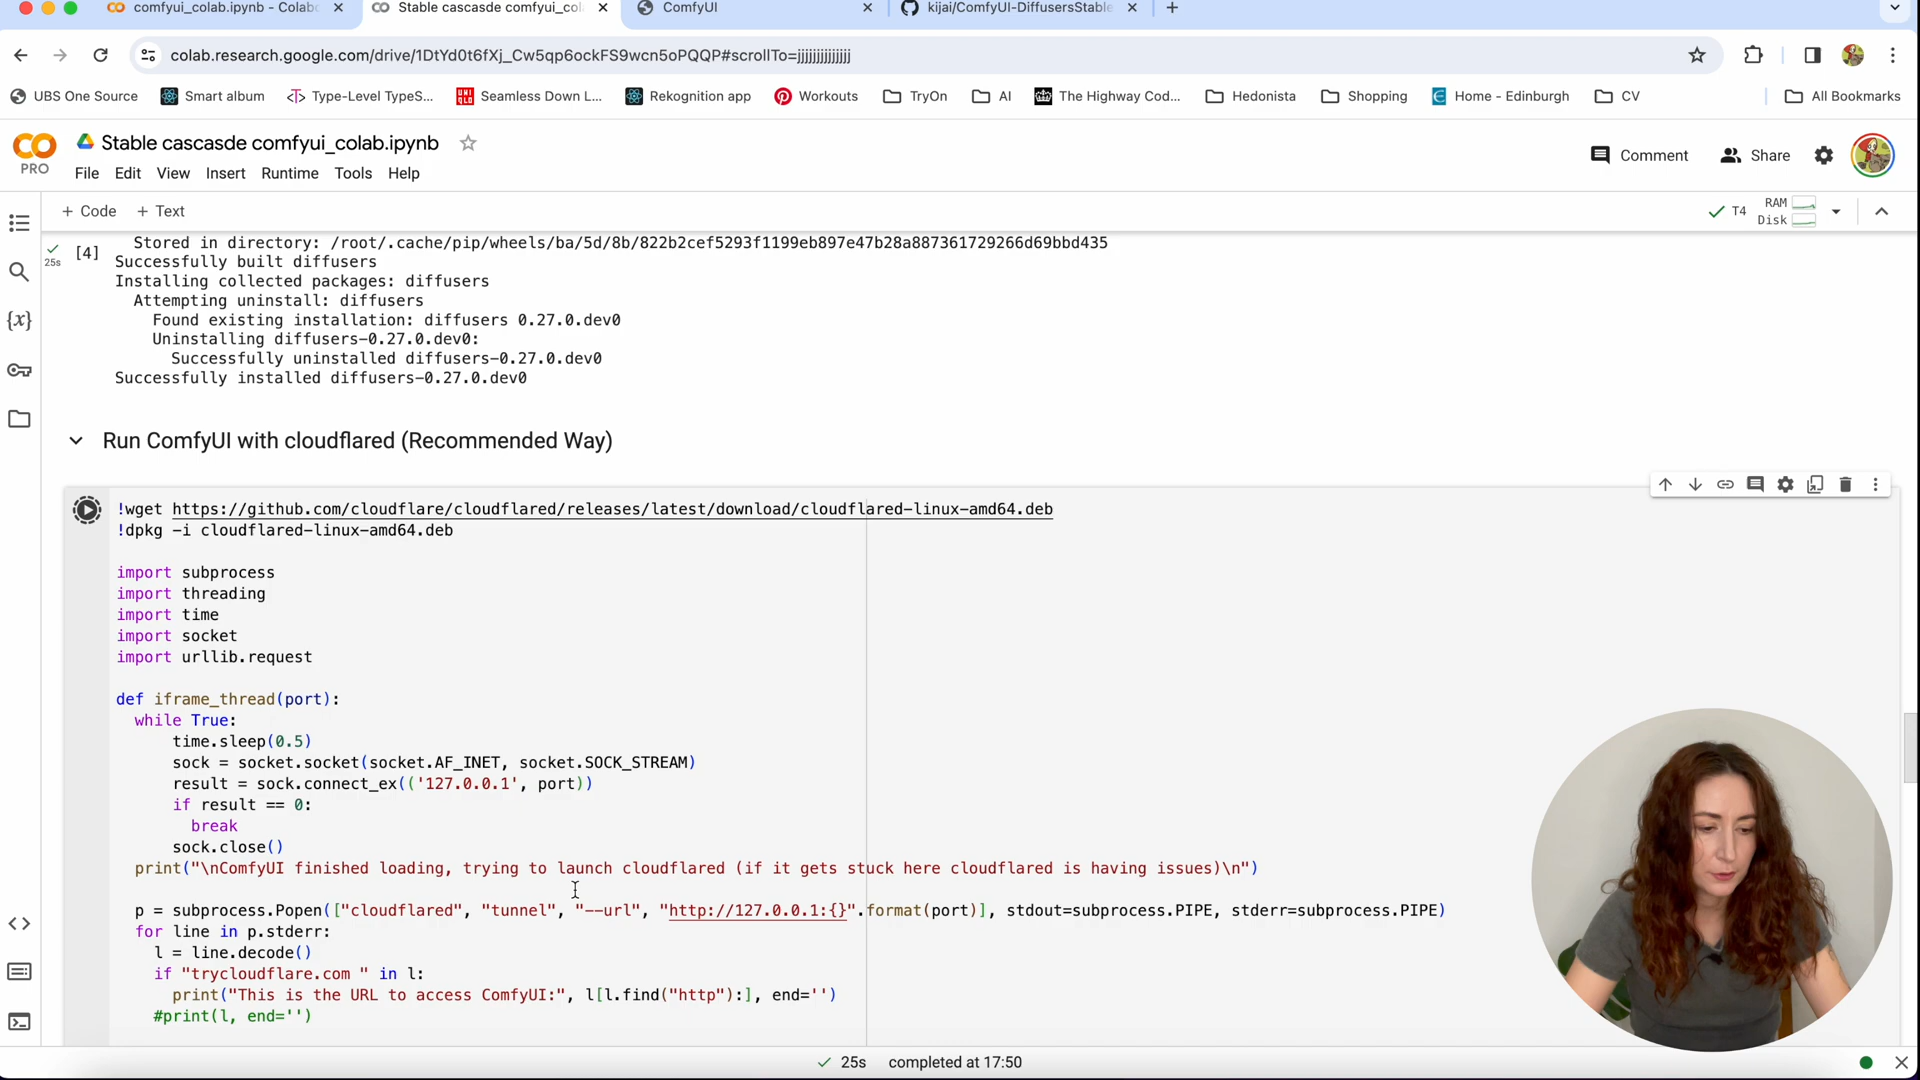 comfyui_colab.ipynb - Colabo
Stable cascasde comfyui_cola
ComfyUI
kijai/ComfyUI-DiffusersStable
colab.research.google.com/drive/1DtYd0t6fXj_Cw5qp6ockFS9wcn5oPQQP#scrollTo=jjjjjjjjjjjjjj
UBS One Source
Smart album
Type-Level TypeS...
Seamless Down L...
Rekognition app
Workouts
TryOn
AI
The Highway Cod...
Hedonista
Shopping
Home - Edinburgh
CV
All Bookmarks
CO
PRO
Stable cascasde comfyui_colab.ipynb
Comment
Share
File Edit View Insert Runtime Tools Help
+ Code + Text
T4
RAM
Disk
[4]
25s
Stored in directory: /root/.cache/pip/wheels/ba/5d/8b/822b2cef5293f1199eb897e47b28a887361729266d69bbd435
Successfully built diffusers
Installing collected packages: diffusers
Attempting uninstall: diffusers
Found existing installation: diffusers 0.27.0.dev0
Uninstalling diffusers-0.27.0.dev0:
Successfully uninstalled diffusers-0.27.0.dev0
Successfully installed diffusers-0.27.0.dev0
Run ComfyUI with cloudflared (Recommended Way)
!wget https://github.com/cloudflare/cloudflared/releases/latest/download/cloudflared-linux-amd64.deb
!dpkg -i cloudflared-linux-amd64.deb
import subprocess
import threading
import time
import socket
import urllib.request
def iframe_thread(port):
while True:
time.sleep(0.5)
sock = socket.socket(socket.AF_INET, socket.SOCK_STREAM)
result = sock.connect_ex(('127.0.0.1', port))
if result == 0:
break
sock.close()
print("\nComfyUI finished loading, trying to launch cloudflared (if it gets stuck here cloudflared is having issues)\n")
p = subprocess.Popen(["cloudflared", "tunnel", "--url", "http://127.0.0.1:{}".format(port)], stdout=subprocess.PIPE, stderr=subprocess.PIPE)
for line in p.stderr:
l = line.decode()
if "trycloudflare.com " in l:
print("This is the URL to access ComfyUI:", l[l.find("http"):], end='')
#print(l, end='')
25s completed at 17:50